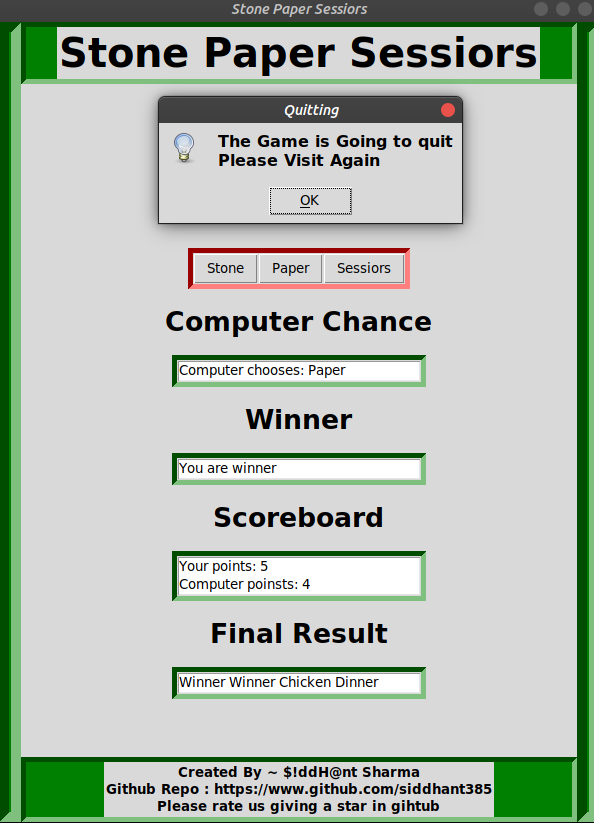 Stone Paper Sessiors
Stone Paper Sessiors
Quitting
The Game is Going to quit
Please Visit Again
OK
Stone Paper Sessiors
Computer Chance
Computer chooses: Paper
Winner
You are winner
Scoreboard
Your points: 5
Computer poinsts: 4
Final Result
Winner Winner Chicken Dinner
Created By ~ $!ddH@nt Sharma
Github Repo : https://www.github.com/siddhant385
Please rate us giving a star in gihtub